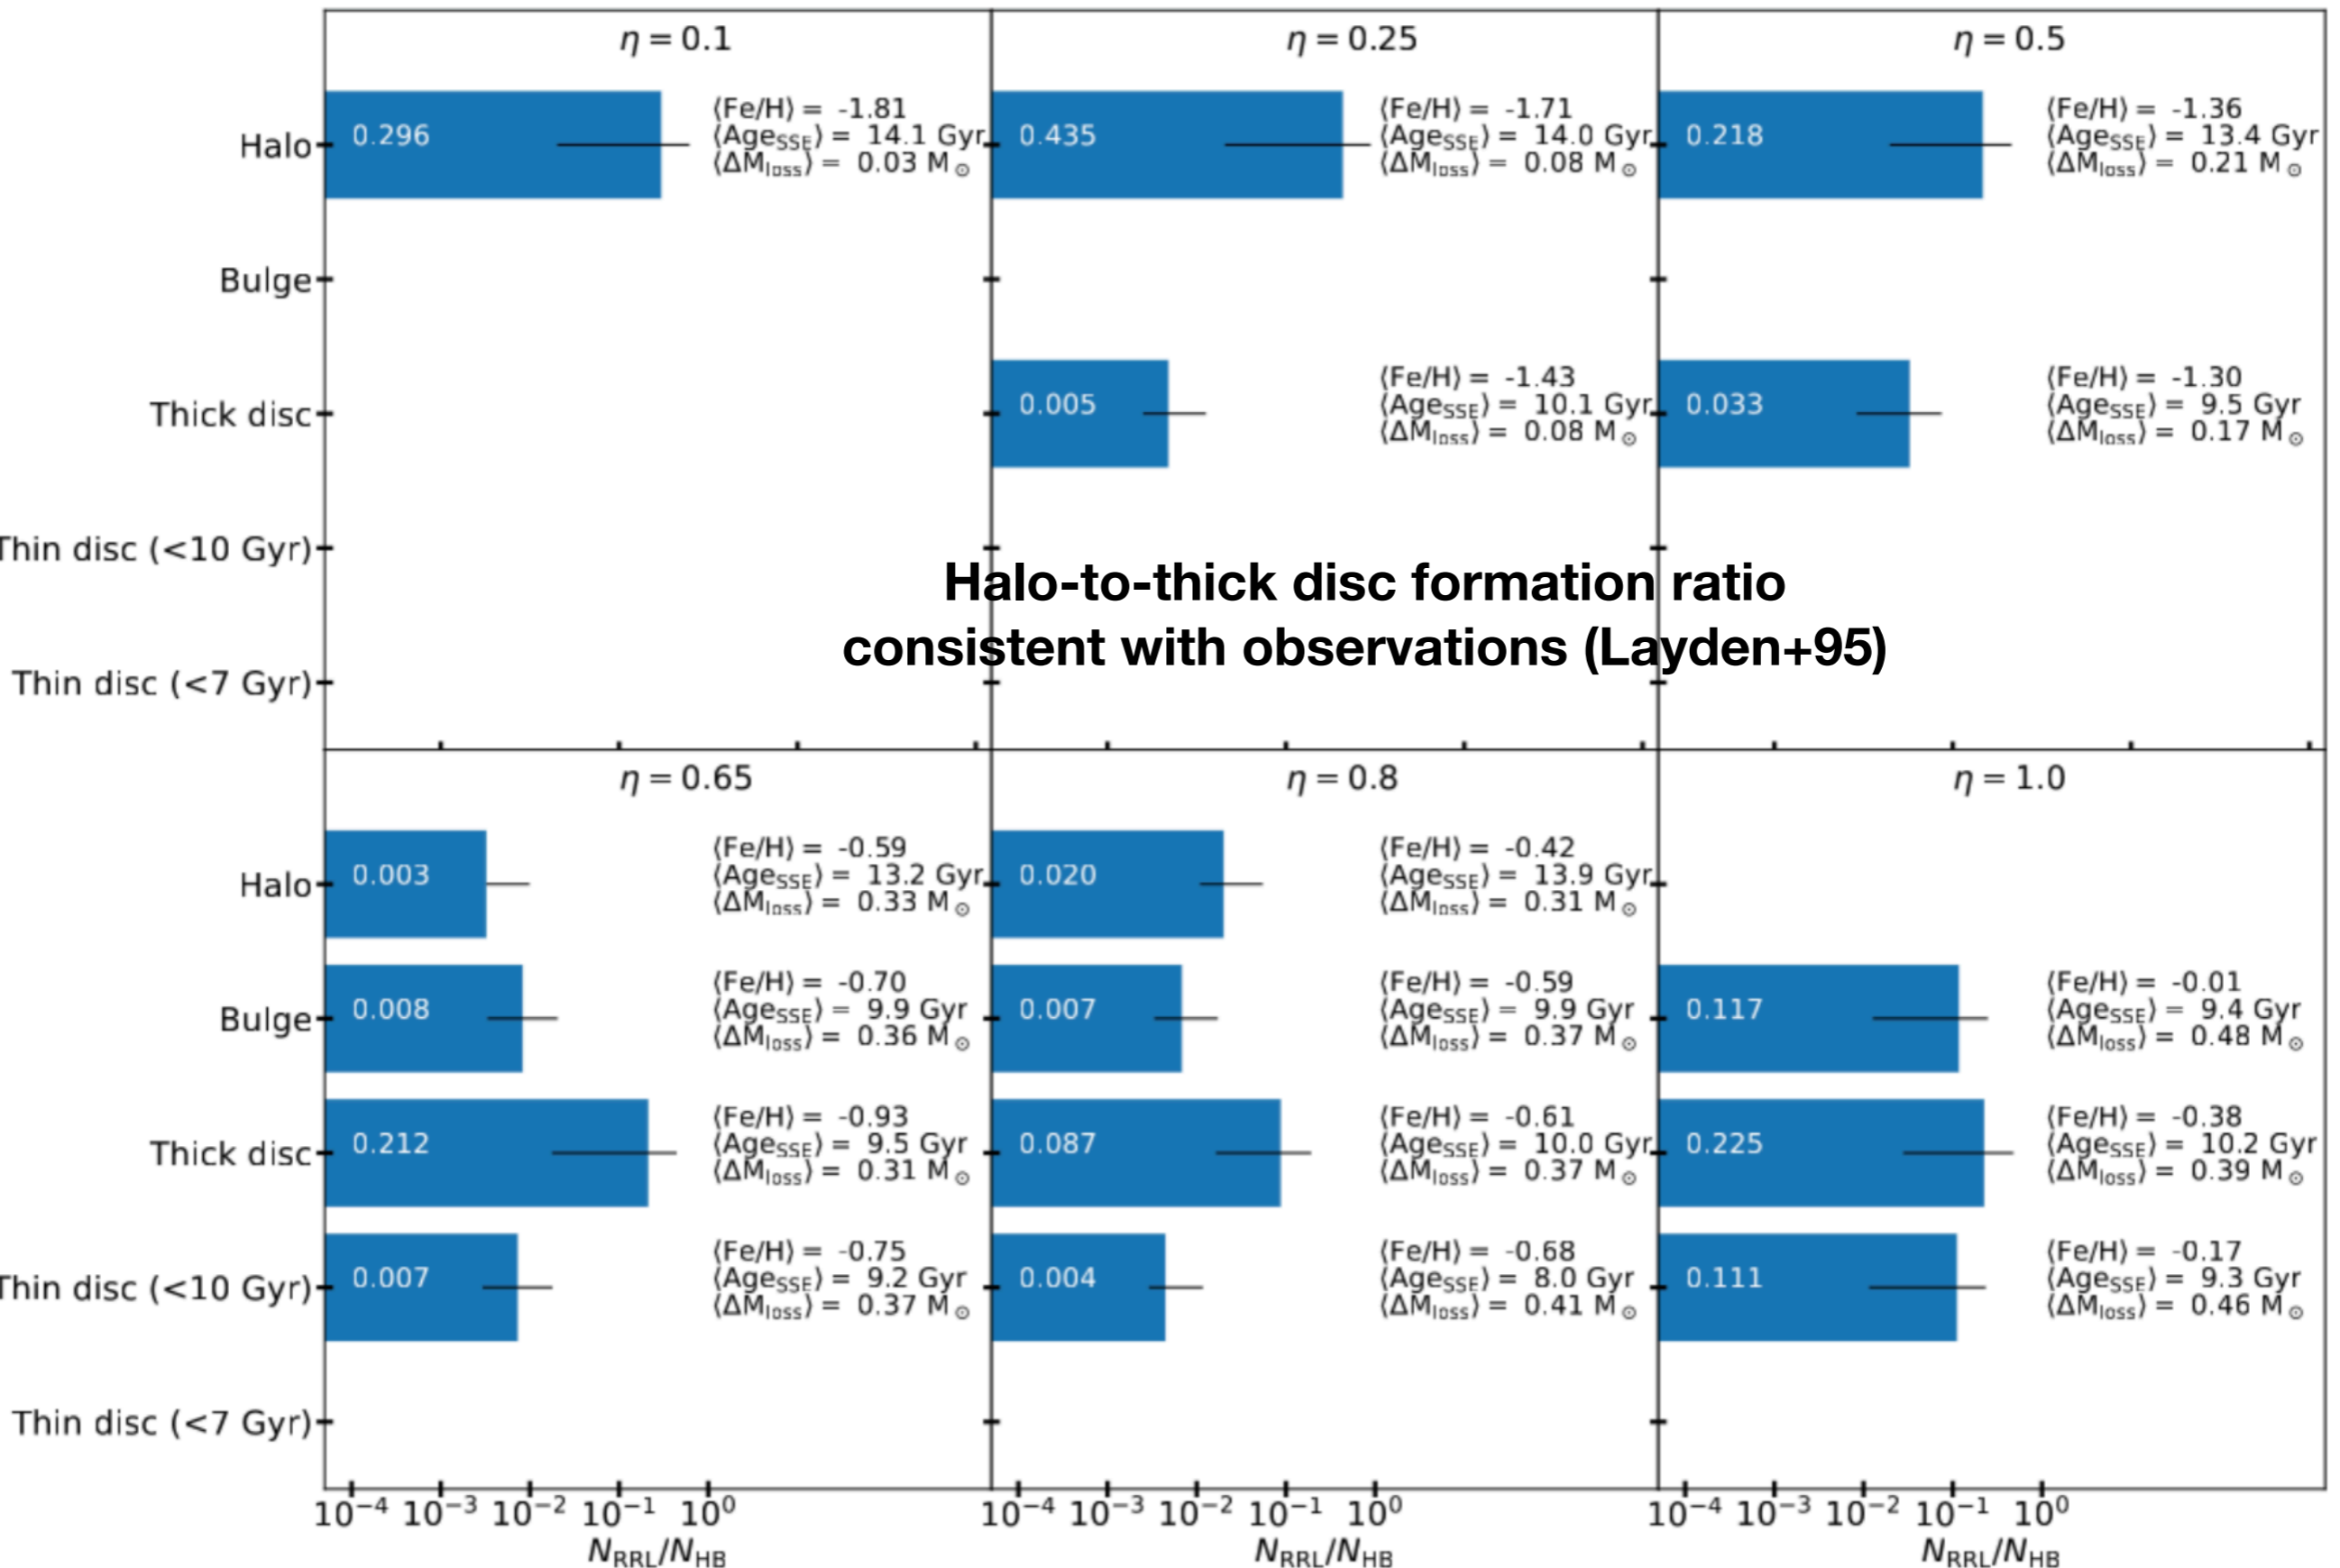 η = 0.1
η = 0.25
η = 0.5
Halo
0.296
⟨Fe/H⟩ = -1.81
⟨Age_SSE⟩ = 14.1 Gyr
⟨ΔM_loss⟩ = 0.03 M⊙
0.435
⟨Fe/H⟩ = -1.71
⟨Age_SSE⟩ = 14.0 Gyr
⟨ΔM_loss⟩ = 0.08 M⊙
0.218
⟨Fe/H⟩ = -1.36
⟨Age_SSE⟩ = 13.4 Gyr
⟨ΔM_loss⟩ = 0.21 M⊙
Bulge
Thick disc
0.005
⟨Fe/H⟩ = -1.43
⟨Age_SSE⟩ = 10.1 Gyr
⟨ΔM_loss⟩ = 0.08 M⊙
0.033
⟨Fe/H⟩ = -1.30
⟨Age_SSE⟩ = 9.5 Gyr
⟨ΔM_loss⟩ = 0.17 M⊙
Thin disc (<10 Gyr)
Halo-to-thick disc formation ratio
consistent with observations (Layden+95)
Thin disc (<7 Gyr)
η = 0.65
η = 0.8
η = 1.0
Halo
0.003
⟨Fe/H⟩ = -0.59
⟨Age_SSE⟩ = 13.2 Gyr
⟨ΔM_loss⟩ = 0.33 M⊙
0.020
⟨Fe/H⟩ = -0.42
⟨Age_SSE⟩ = 13.9 Gyr
⟨ΔM_loss⟩ = 0.31 M⊙
Bulge
0.008
⟨Fe/H⟩ = -0.70
⟨Age_SSE⟩ = 9.9 Gyr
⟨ΔM_loss⟩ = 0.36 M⊙
0.007
⟨Fe/H⟩ = -0.59
⟨Age_SSE⟩ = 9.9 Gyr
⟨ΔM_loss⟩ = 0.37 M⊙
0.117
⟨Fe/H⟩ = -0.01
⟨Age_SSE⟩ = 9.4 Gyr
⟨ΔM_loss⟩ = 0.48 M⊙
Thick disc
0.212
⟨Fe/H⟩ = -0.93
⟨Age_SSE⟩ = 9.5 Gyr
⟨ΔM_loss⟩ = 0.31 M⊙
0.087
⟨Fe/H⟩ = -0.61
⟨Age_SSE⟩ = 10.0 Gyr
⟨ΔM_loss⟩ = 0.37 M⊙
0.225
⟨Fe/H⟩ = -0.38
⟨Age_SSE⟩ = 10.2 Gyr
⟨ΔM_loss⟩ = 0.39 M⊙
Thin disc (<10 Gyr)
0.007
⟨Fe/H⟩ = -0.75
⟨Age_SSE⟩ = 9.2 Gyr
⟨ΔM_loss⟩ = 0.37 M⊙
0.004
⟨Fe/H⟩ = -0.68
⟨Age_SSE⟩ = 8.0 Gyr
⟨ΔM_loss⟩ = 0.41 M⊙
0.111
⟨Fe/H⟩ = -0.17
⟨Age_SSE⟩ = 9.3 Gyr
⟨ΔM_loss⟩ = 0.46 M⊙
Thin disc (<7 Gyr)
10⁻⁴ 10⁻³ 10⁻² 10⁻¹ 10⁰
10⁻⁴ 10⁻³ 10⁻² 10⁻¹ 10⁰
10⁻⁴ 10⁻³ 10⁻² 10⁻¹ 10⁰
N_RRL/N_HB
N_RRL/N_HB
N_RRL/N_HB